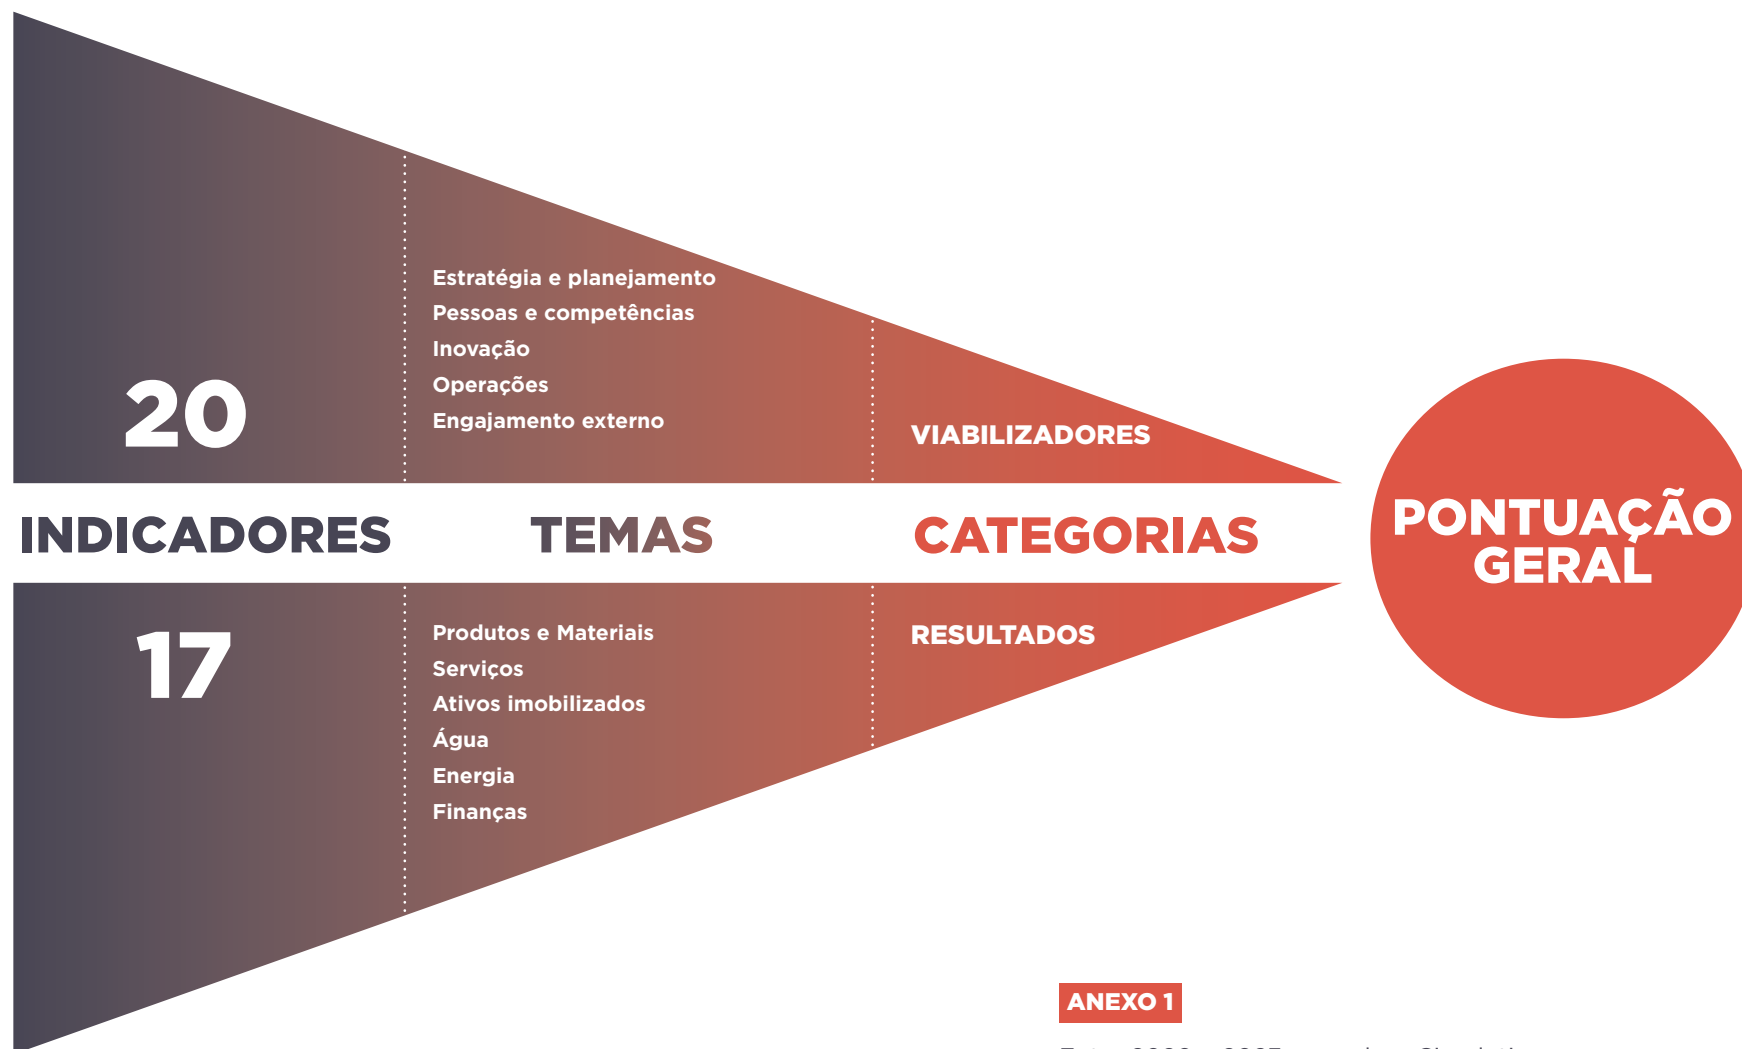 Estratégia e planejamento
Pessoas e competências
Inovação
Operações
Engajamento externo
20
VIABILIZADORES
INDICADORES
TEMAS
CATEGORIAS
PONTUAÇÃO
GERAL
17
Produtos e Materiais
Serviços
Ativos imobilizados
Água
Energia
Finanças
RESULTADOS
ANEXO 1